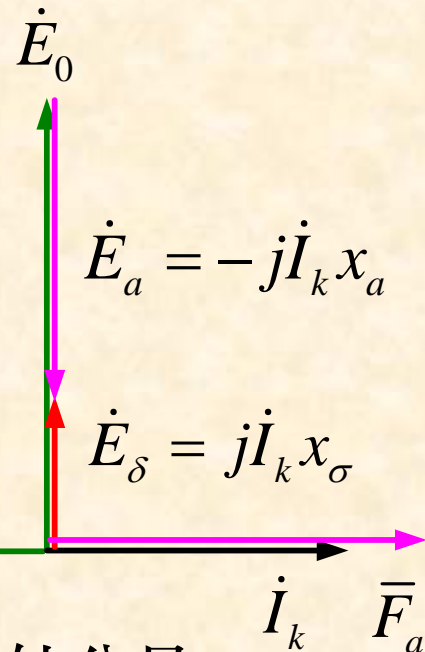 Ė₀
Ėₐ = − jİₖxₐ
Ė_δ = jİₖx_σ
İₖ F̄ₐ